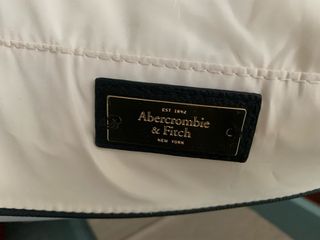 EST 1892
Abercrombie
& Fitch
NEW YORK